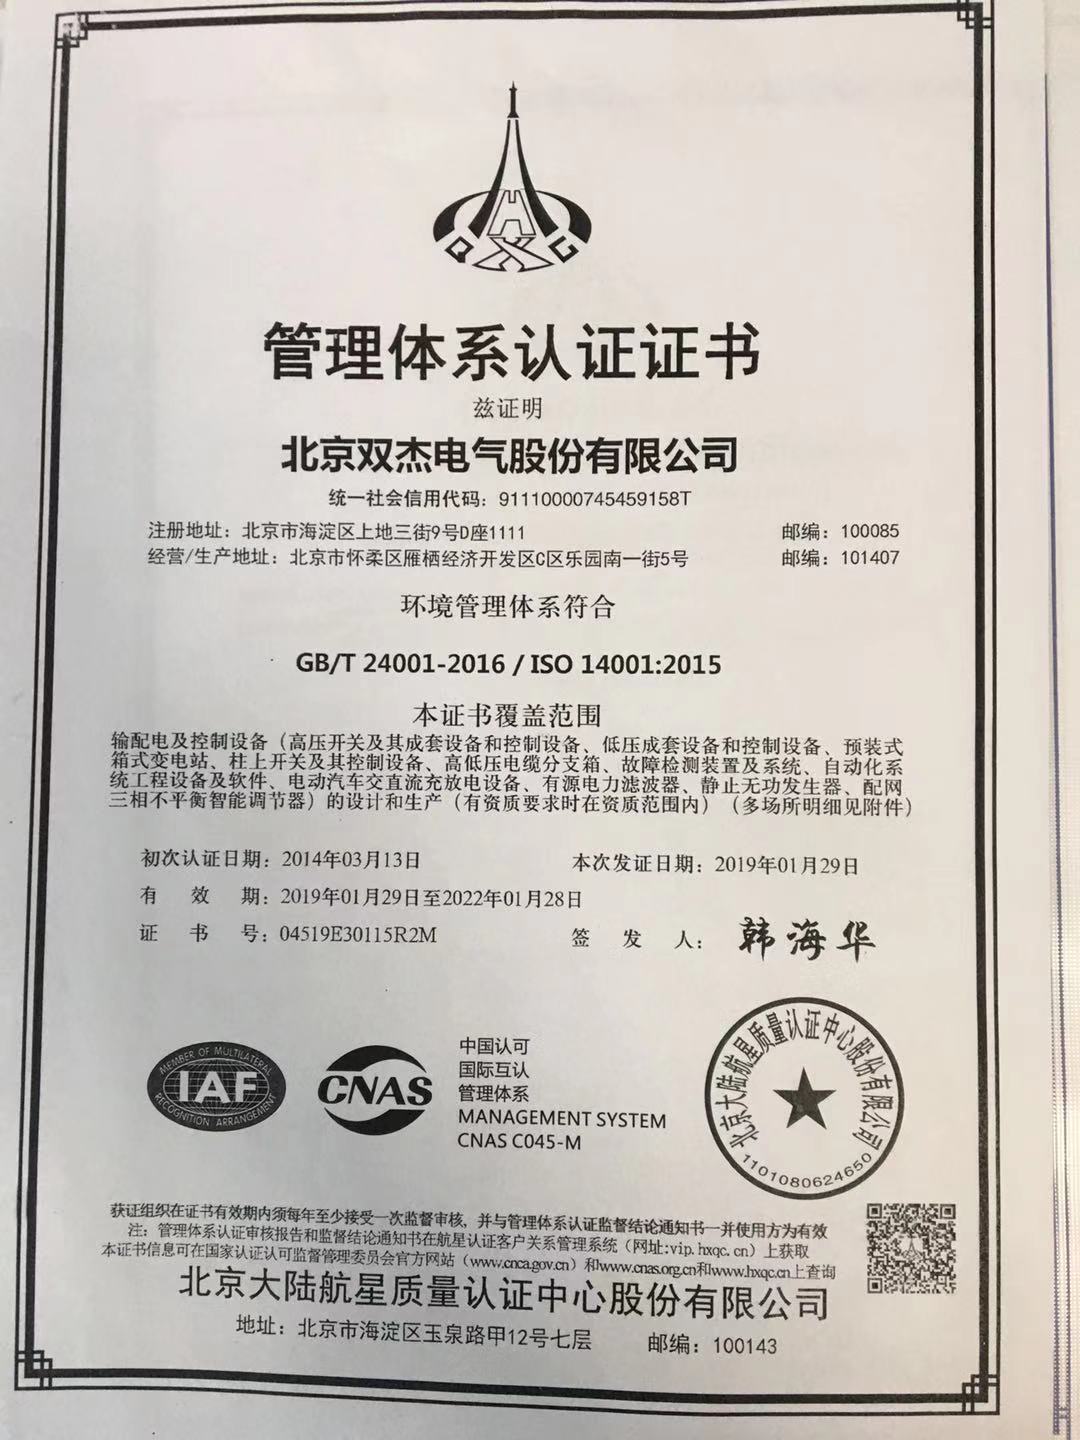 QHXG
管理体系认证证书
兹证明
北京双杰电气股份有限公司
统一社会信用代码：91110000745459158T
注册地址：北京市海淀区上地三街9号D座1111 邮编：100085
经营/生产地址：北京市怀柔区雁栖经济开发区C区乐园南一街5号 邮编：101407
环境管理体系符合
GB/T 24001-2016 / ISO 14001:2015
本证书覆盖范围
输配电及控制设备（高压开关及其成套设备和控制设备、低压成套设备和控制设备、预装式
箱式变电站、柱上开关及其控制设备、高低压电缆分支箱、故障检测装置及系统、自动化系
统工程设备及软件、电动汽车交直流充放电设备、有源电力滤波器、静止无功发生器、配网
三相不平衡智能调节器）的设计和生产（有资质要求时在资质范围内）（多场所明细见附件）
初次认证日期：2014年03月13日 本次发证日期：2019年01月29日
有效期：2019年01月29日至2022年01月28日
证书号：04519E30115R2M 签发人：韩海华
MEMBER OF MULTILATERAL
IAF
RECOGNITION ARRANGEMENT
CNAS
中国认可
国际互认
管理体系
MANAGEMENT SYSTEM
CNAS C045-M
北京大陆航星质量认证中心股份有限公司
1101080624650
获证组织在证书有效期内须每年至少接受一次监督审核，并与管理体系认证监督结论通知书一并使用方为有效
注：管理体系认证审核报告和监督结论通知书在航星认证客户关系管理系统（网址:vip.hxqc.cn）上获取
本证书信息可在国家认证认可监督管理委员会官方网站（www.cnca.gov.cn）和www.cnas.org.cn和www.hxqc.cn上查询
北京大陆航星质量认证中心股份有限公司
地址：北京市海淀区玉泉路甲12号七层 邮编：100143